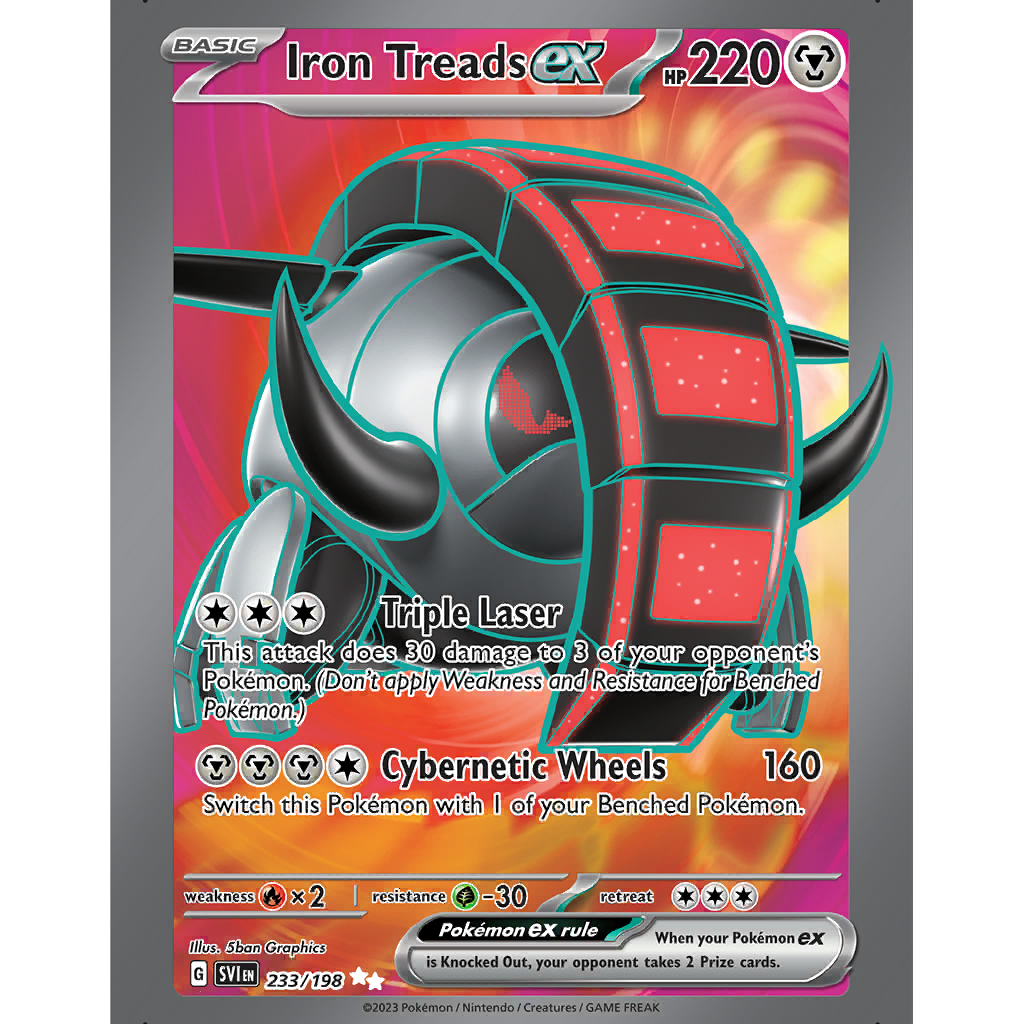 BASIC Iron Treads ex HP 220
Triple Laser
This attack does 30 damage to 3 of your opponent's
Pokémon. (Don't apply Weakness and Resistance for Benched
Pokémon.)
Cybernetic Wheels 160
Switch this Pokémon with 1 of your Benched Pokémon.
weakness ×2 resistance -30 retreat
Pokémon ex rule When your Pokémon ex
is Knocked Out, your opponent takes 2 Prize cards.
Illus. 5ban Graphics
G SVI EN 233/198
©2023 Pokémon / Nintendo / Creatures / GAME FREAK